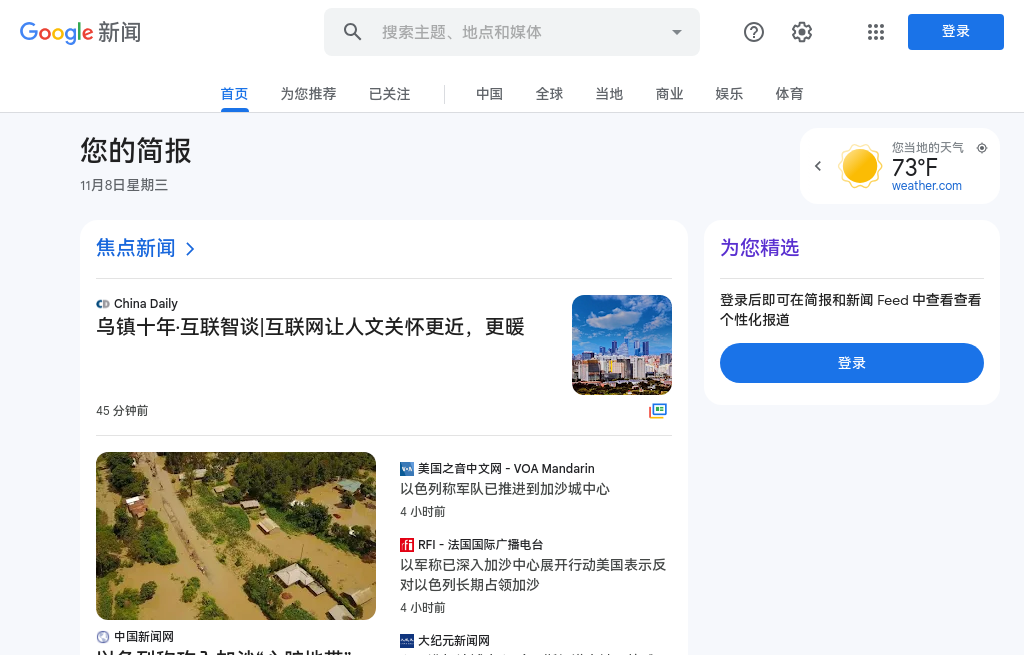 Google 新闻
搜索主题、地点和媒体
登录
首页
为您推荐
已关注
中国
全球
当地
商业
娱乐
体育
您的简报
11月8日星期三
您当地的天气
73°F
weather.com
焦点新闻
China Daily
乌镇十年·互联智谈|互联网让人文关怀更近，更暖
45 分钟前
中国新闻网
美国之音中文网 - VOA Mandarin
以色列称军队已推进到加沙城中心
4 小时前
RFI - 法国国际广播电台
以军称已深入加沙中心展开行动美国表示反
对以色列长期占领加沙
4 小时前
大纪元新闻网
为您精选
登录后即可在简报和新闻 Feed 中查看查看
个性化报道
登录